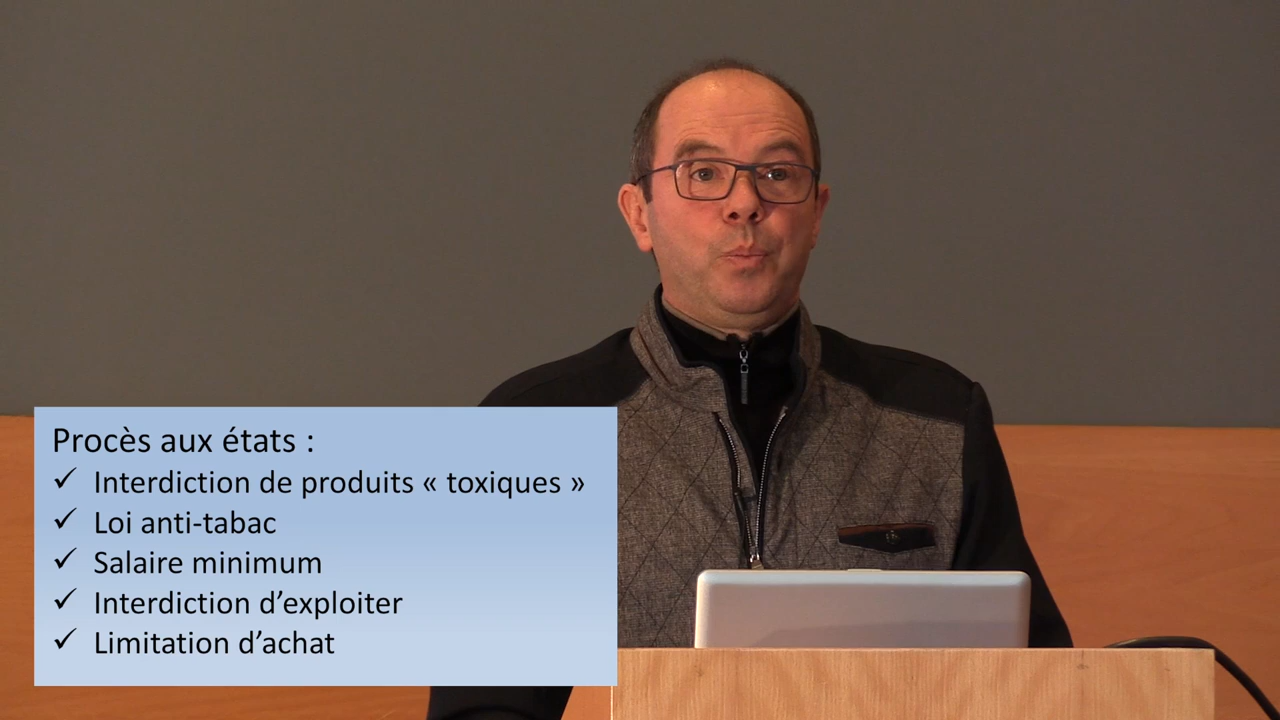 Procès aux états :
✓ Interdiction de produits « toxiques »
✓ Loi anti-tabac
✓ Salaire minimum
✓ Interdiction d’exploiter
✓ Limitation d’achat